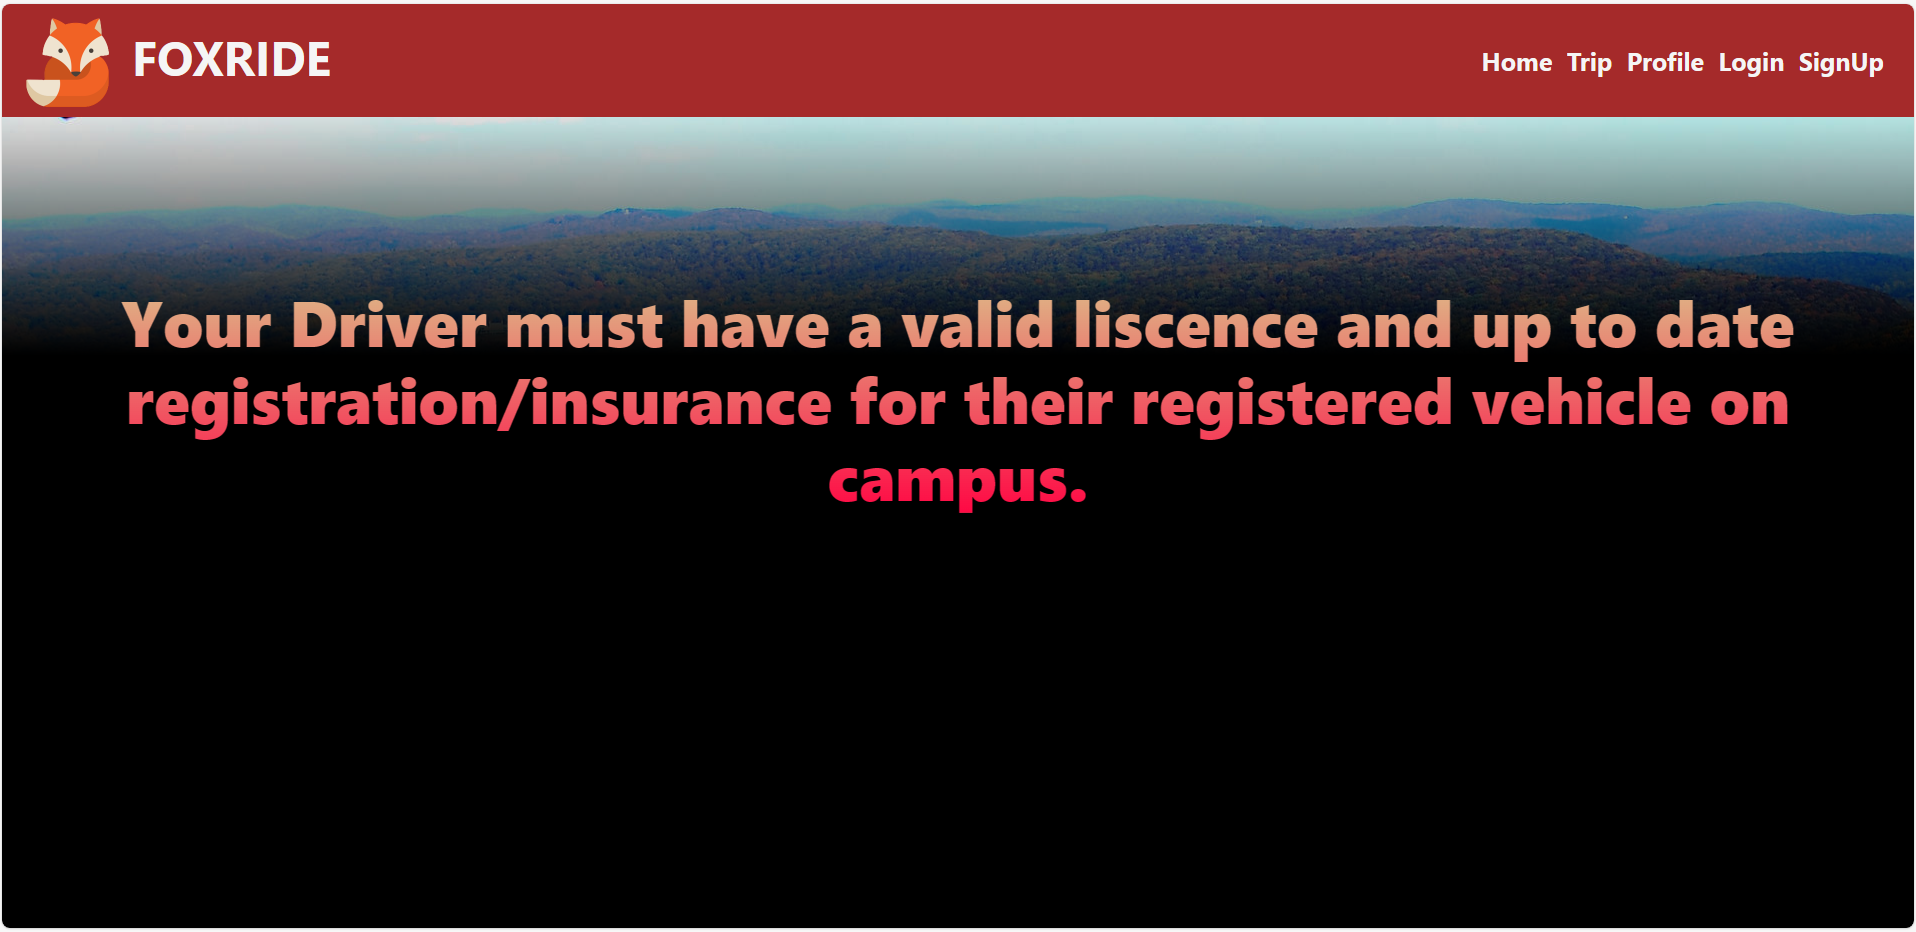 FOXRIDE
Home Trip Profile Login SignUp
Your Driver must have a valid liscence and up to date
registration/insurance for their registered vehicle on
campus.